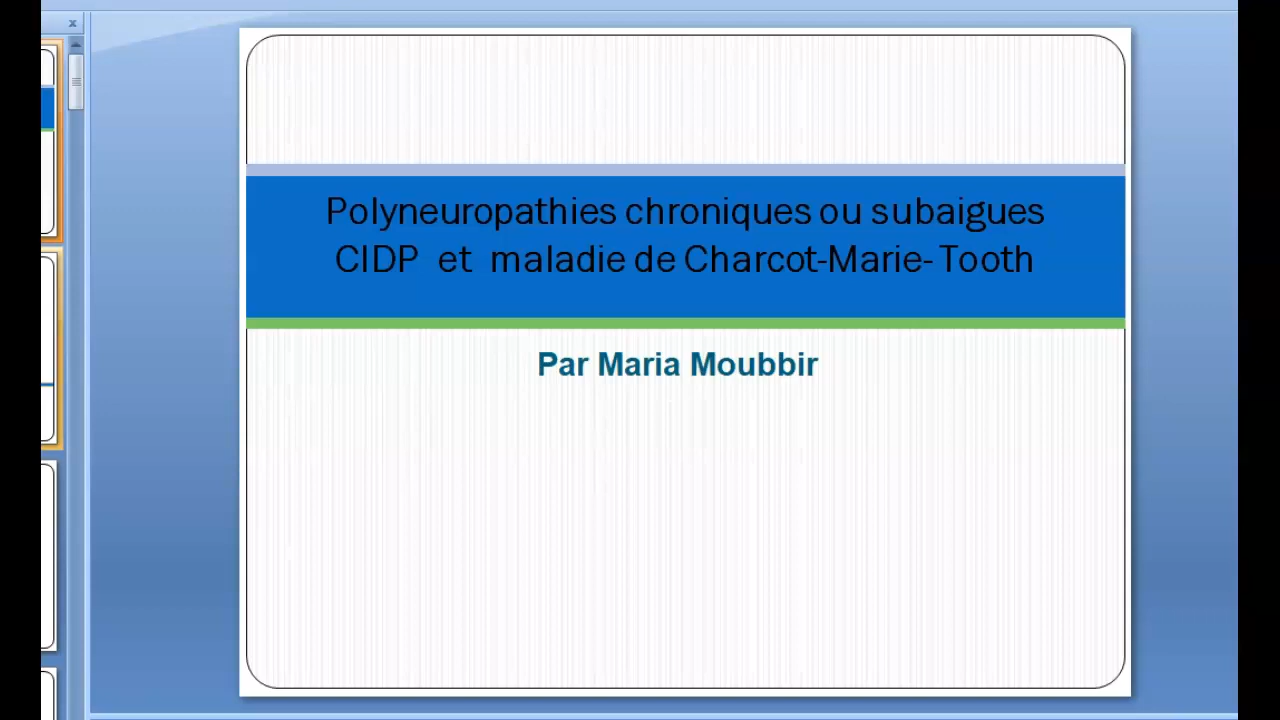 Polyneuropathies chroniques ou subaigues
CIDP et maladie de Charcot-Marie- Tooth
Par Maria Moubbir